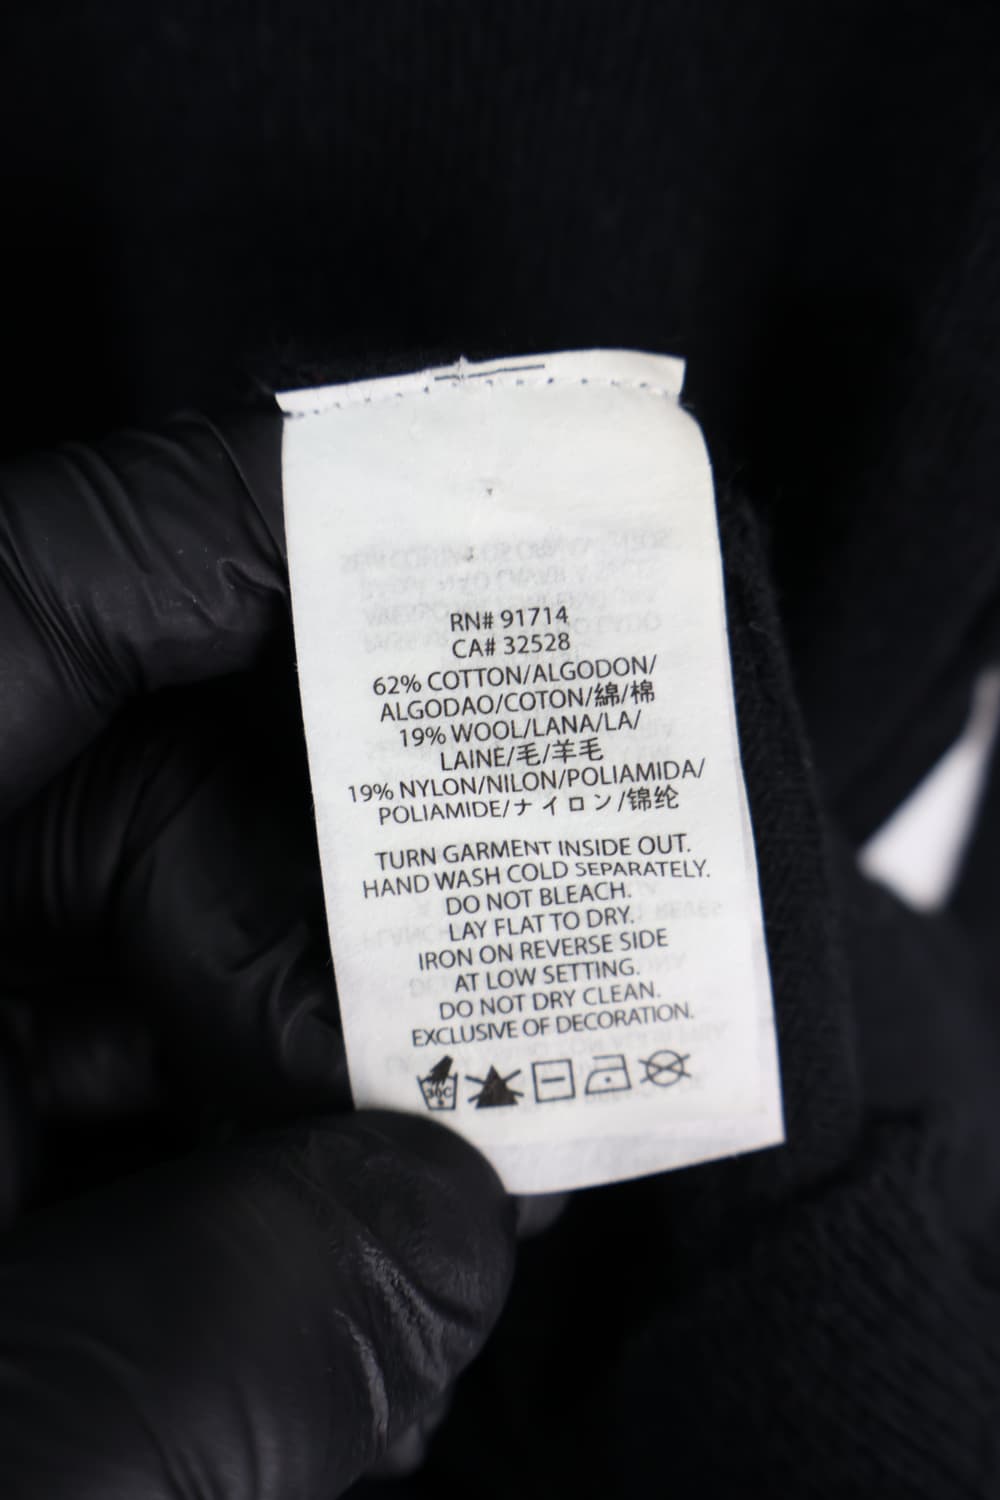 RN# 91714
CA# 32528
62% COTTON/ALGODON/
ALGODAO/COTON/綿/棉
19% WOOL/LANA/LA/
LAINE/毛/羊毛
19% NYLON/NILON/POLIAMIDA/
POLIAMIDE/ナイロン/锦纶
TURN GARMENT INSIDE OUT.
HAND WASH COLD SEPARATELY.
DO NOT BLEACH.
LAY FLAT TO DRY.
IRON ON REVERSE SIDE
AT LOW SETTING.
DO NOT DRY CLEAN.
EXCLUSIVE OF DECORATION.
30C